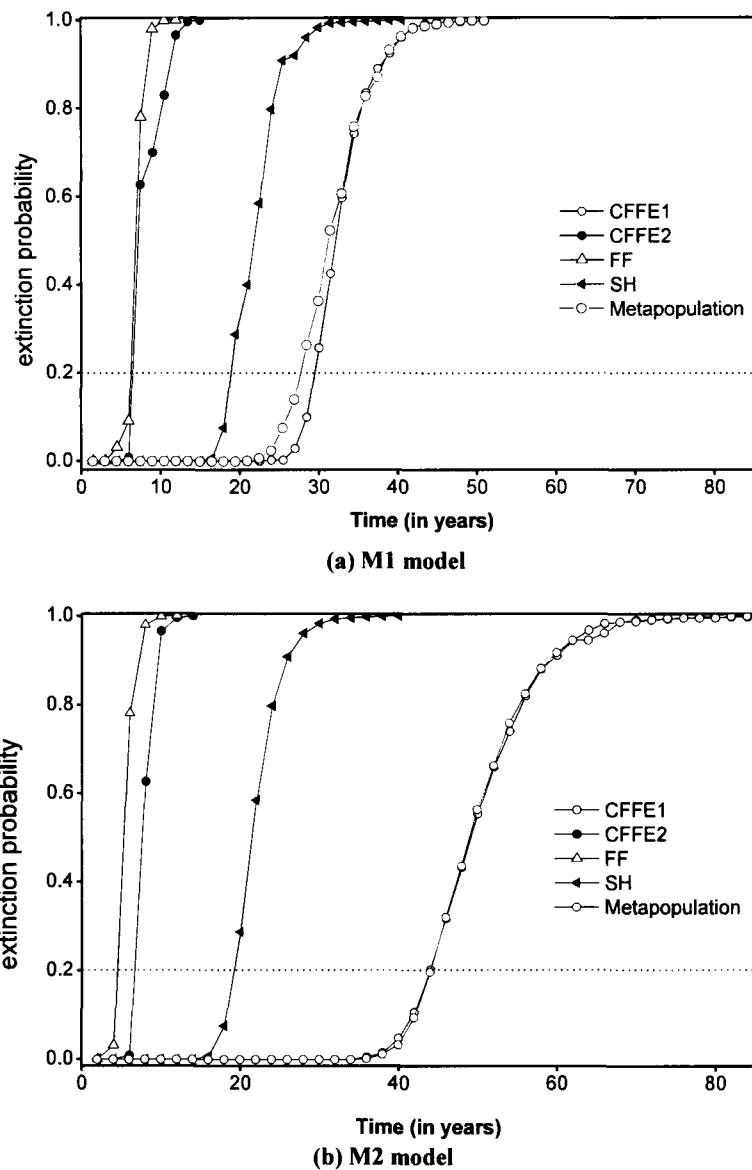 1.0
0.8
0.6
0.4
0.2
0.0
extinction probability
CFFE1
CFFE2
FF
SH
Metapopulation
0 10 20 30 40 50 60 70 80
Time (in years)
(a) M1 model
1.0
0.8
0.6
0.4
0.2
0.0
extinction probability
CFFE1
CFFE2
FF
SH
Metapopulation
0 20 40 60 80
Time (in years)
(b) M2 model